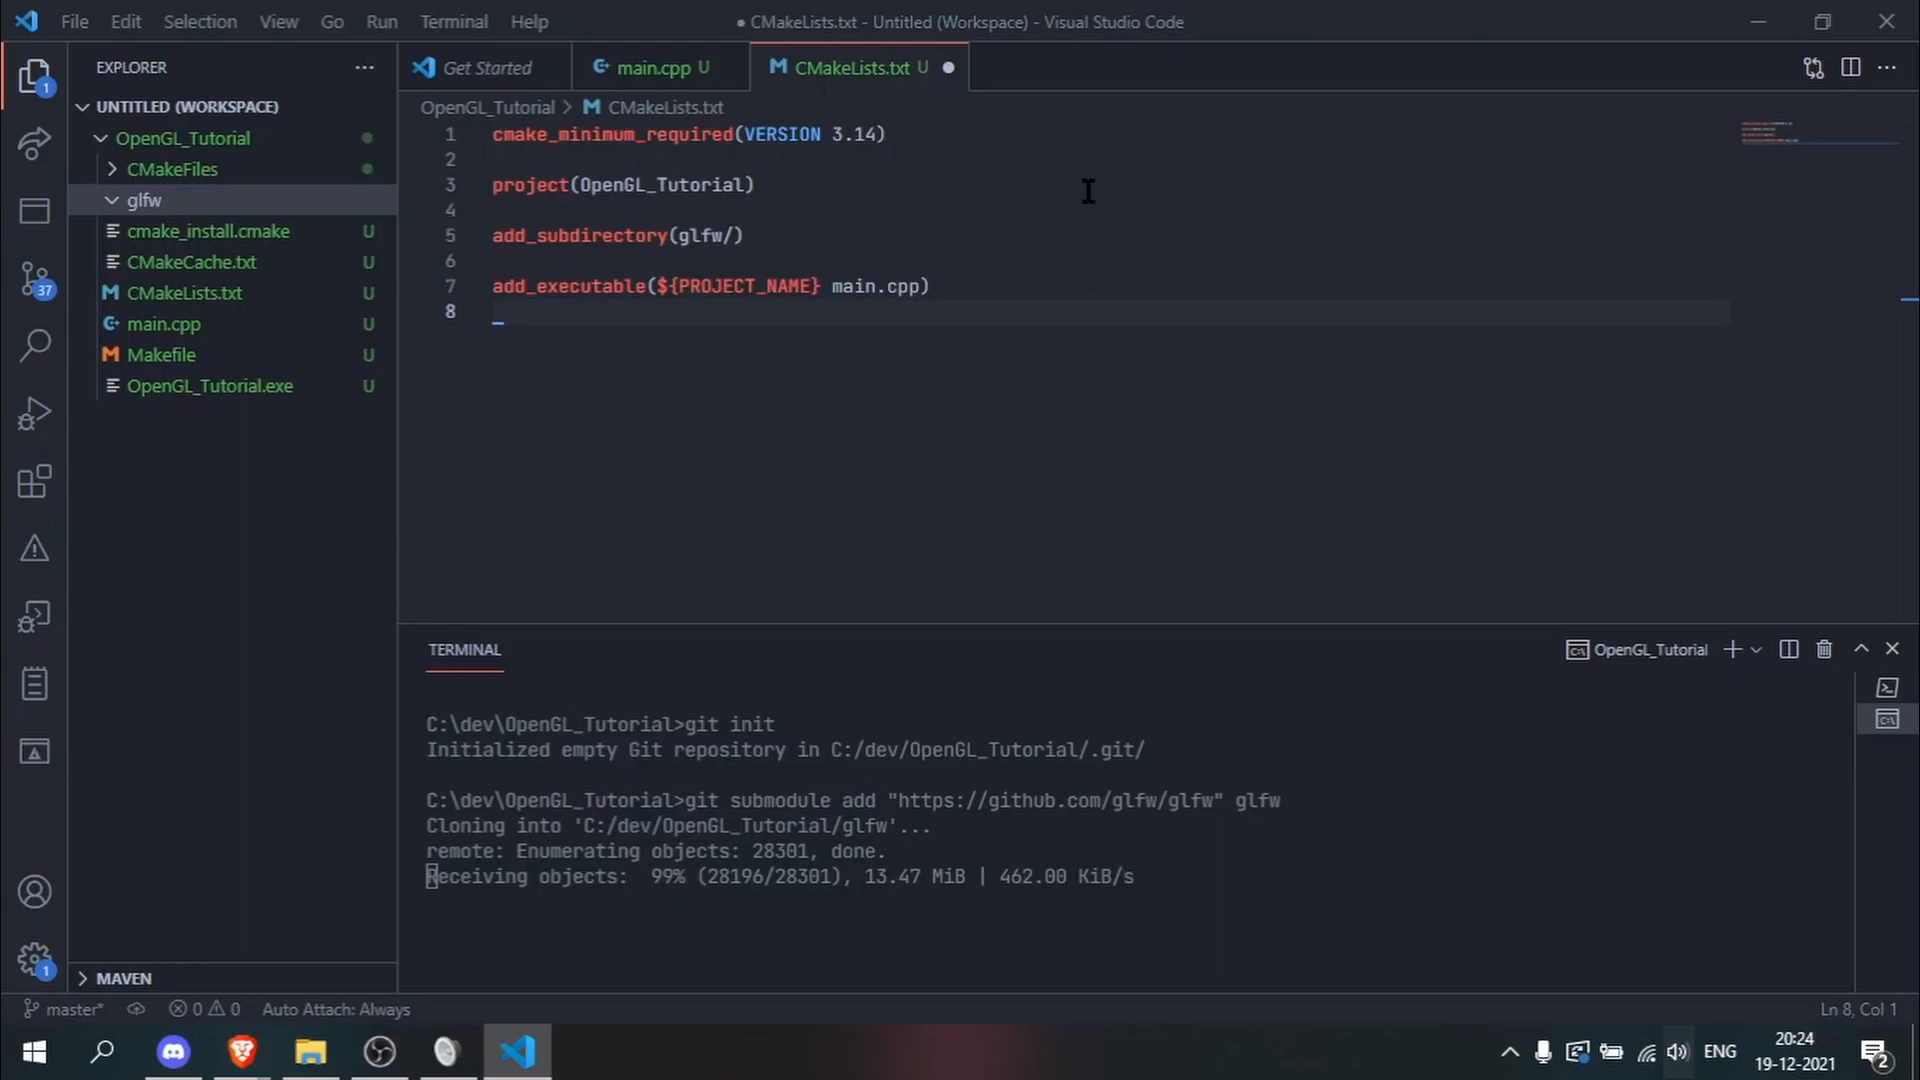 File Edit Selection View Go Run Terminal Help
● CMakeLists.txt - Untitled (Workspace) - Visual Studio Code
EXPLORER
Get Started
main.cpp U
CMakeLists.txt U
UNTITLED (WORKSPACE)
OpenGL_Tutorial
CMakeFiles
glfw
cmake_install.cmake U
CMakeCache.txt U
CMakeLists.txt U
main.cpp U
Makefile U
OpenGL_Tutorial.exe U
OpenGL_Tutorial > CMakeLists.txt
1 cmake_minimum_required(VERSION 3.14)
2
3 project(OpenGL_Tutorial)
4
5 add_subdirectory(glfw/)
6
7 add_executable(${PROJECT_NAME} main.cpp)
8
1
37
1
TERMINAL
OpenGL_Tutorial
C:\dev\OpenGL_Tutorial>git init
Initialized empty Git repository in C:/dev/OpenGL_Tutorial/.git/
C:\dev\OpenGL_Tutorial>git submodule add "https://github.com/glfw/glfw" glfw
Cloning into 'C:/dev/OpenGL_Tutorial/glfw'...
remote: Enumerating objects: 28301, done.
Receiving objects:  99% (28196/28301), 13.47 MiB | 462.00 KiB/s
MAVEN
master*
0 0
Auto Attach: Always
Ln 8, Col 1
ENG
20:24
19-12-2021
2